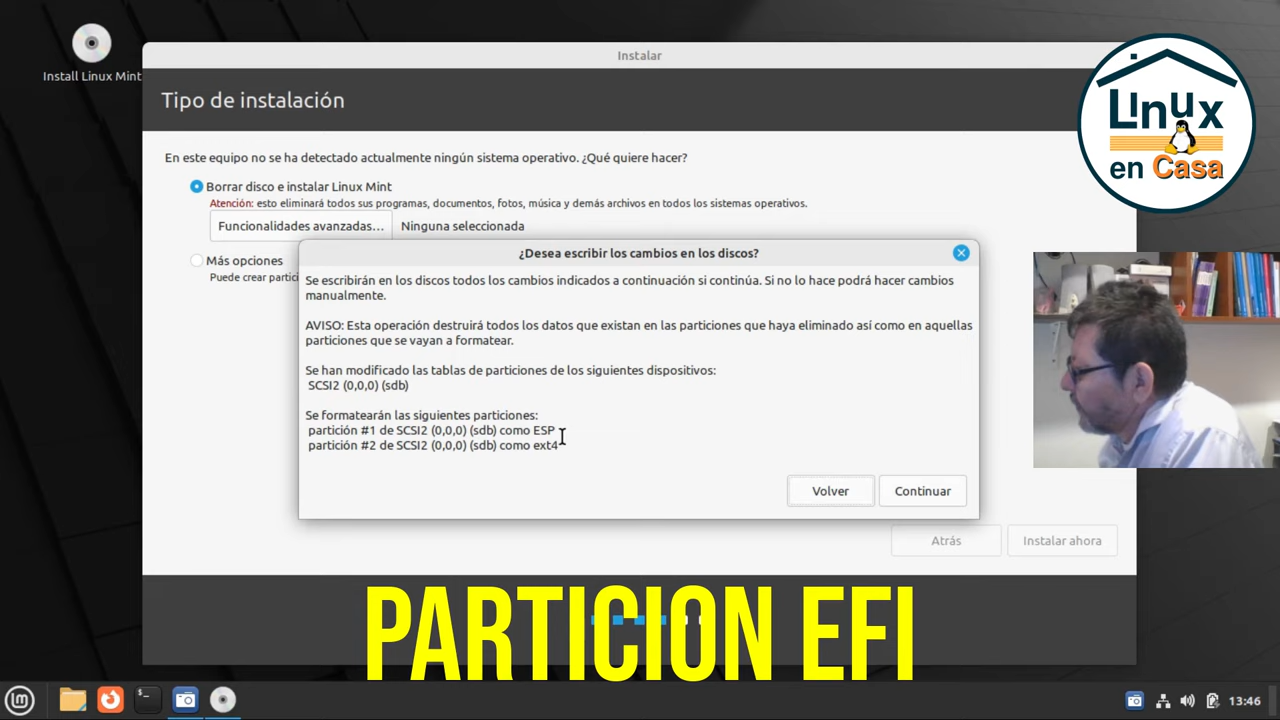 Install Linux Mint
Instalar
Tipo de instalación
LInux
en Casa
En este equipo no se ha detectado actualmente ningún sistema operativo. ¿Qué quiere hacer?
Borrar disco e instalar Linux Mint
Atención: esto eliminará todos sus programas, documentos, fotos, música y demás archivos en todos los sistemas operativos.
Funcionalidades avanzadas... Ninguna seleccionada
Más opciones
Puede crear partici
¿Desea escribir los cambios en los discos?
Se escribirán en los discos todos los cambios indicados a continuación si continúa. Si no lo hace podrá hacer cambios
manualmente.
AVISO: Esta operación destruirá todos los datos que existan en las particiones que haya eliminado así como en aquellas
particiones que se vayan a formatear.
Se han modificado las tablas de particiones de los siguientes dispositivos:
SCSI2 (0,0,0) (sdb)
Se formatearán las siguientes particiones:
partición #1 de SCSI2 (0,0,0) (sdb) como ESP
partición #2 de SCSI2 (0,0,0) (sdb) como ext4
Volver Continuar
Atrás Instalar ahora
PARTICION EFI
13:46